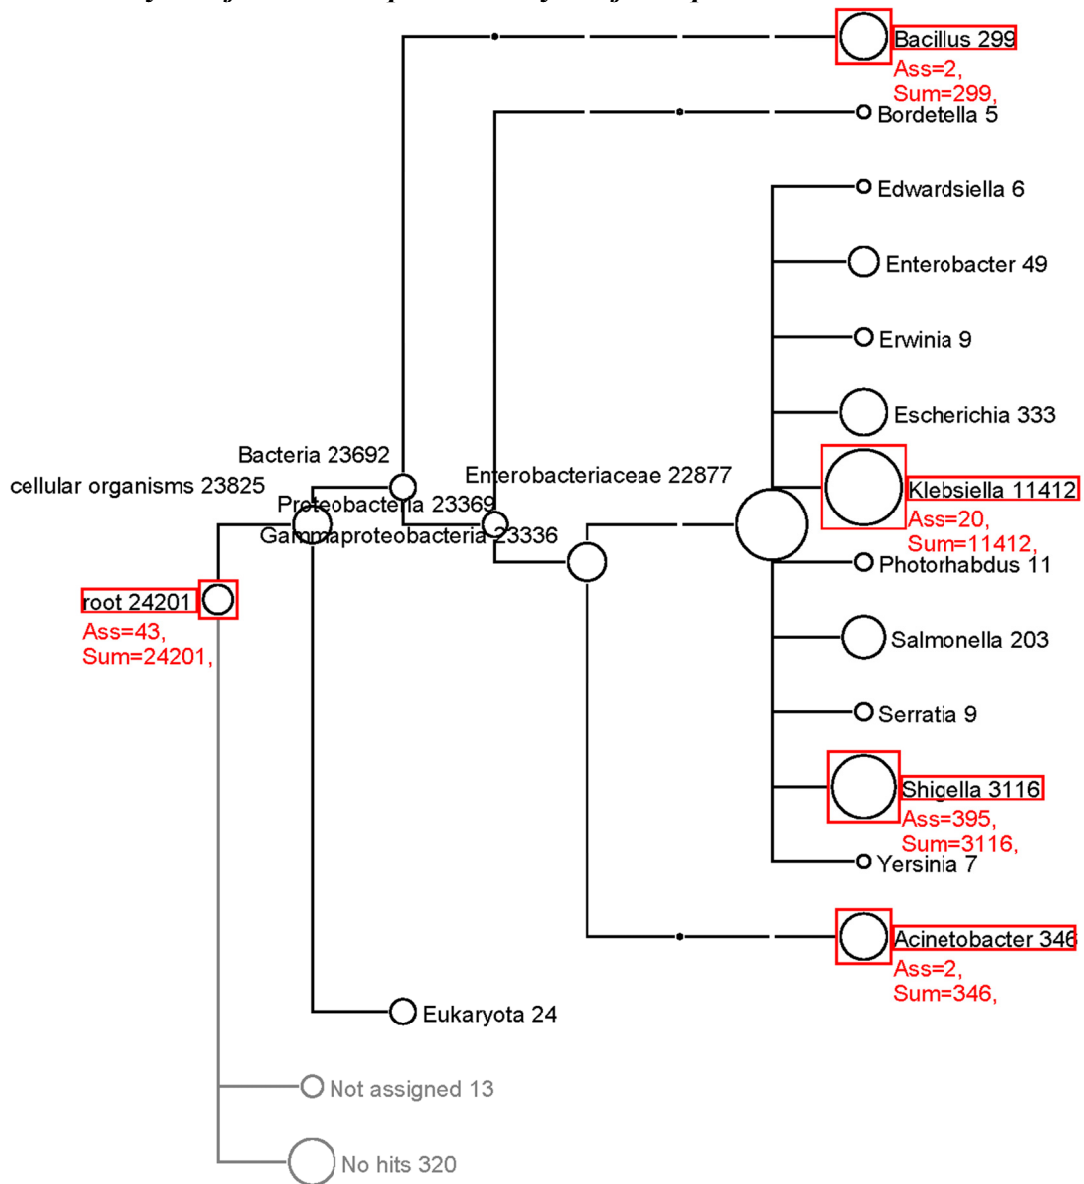 Bacillus 299
Ass=2,
Sum=299,
Bordetella 5
Edwardsiella 6
Enterobacter 49
Erwinia 9
Escherichia 333
Bacteria 23692
Enterobacteriaceae 22877
cellular organisms 23825
Klebsiella 11412
Proteobacteria 23369
Ass=20,
Gammaproteobacteria 23336
Sum=11412,
Photorhabdus 11
root 24201
Ass=43,
Sum=24201,
Salmonella 203
Serratia 9
Shigella 3116
Ass=395,
Sum=3116,
Yersinia 7
Acinetobacter 346
Ass=2,
Sum=346,
Eukaryota 24
Not assigned 13
No hits 320